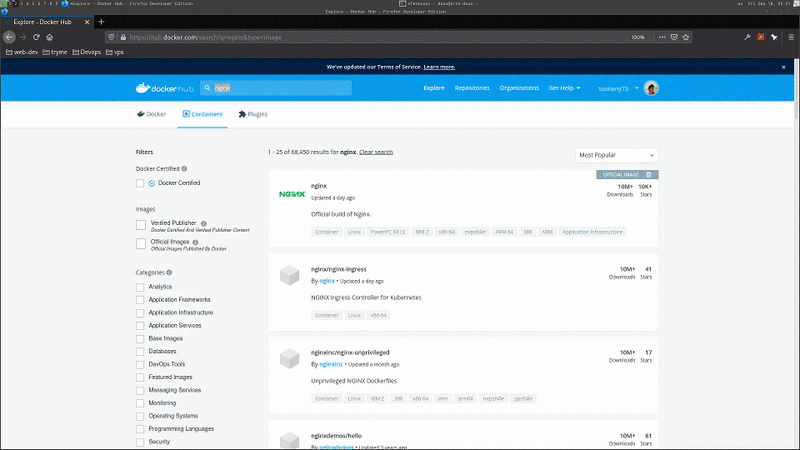 Explore - Docker Hub - Firefox Developer Edition
Explore - Docker Hub
https://hub.docker.com/search?q=nginx&type=image
100%
web-dev tryme Devops vps
We've updated our Terms of Service. Learn more.
docker hub
nginx
Explore Repositories Organisations Get Help
Docker Containers Plugins
Filters
1 - 25 of 68,450 results for nginx. Clear search
Most Popular
Docker Certified
Docker Certified
Images
Verified Publisher
Docker Certified And Verified Publisher Content
Official Images
Official Images Published By Docker
Categories
Analytics
Application Frameworks
Application Infrastructure
Application Services
Base Images
Databases
DevOps Tools
Featured Images
Messaging Services
Monitoring
Operating Systems
Programming Languages
Security
OFFICIAL IMAGE
NGINX
nginx
Updated a day ago
10M+ 10K+
Downloads Stars
Official build of Nginx.
Container Linux PowerPC 64 LE IBM Z x86-64 mips64le ARM 64 386 ARM Application Infrastructure
nginx/nginx-ingress
By nginx • Updated a day ago
10M+ 41
Downloads Stars
NGINX Ingress Controller for Kubernetes
Container Linux x86-64
nginxinc/nginx-unprivileged
By nginxinc • Updated a month ago
10M+ 17
Downloads Stars
Unprivileged NGINX Dockerfiles
Container Linux IBM Z 386 x86-64 arm arm64 mips64le ppc64le
nginxdemos/hello
By nginxdemos • Updated 3 years ago
10M+ 61
Downloads Stars